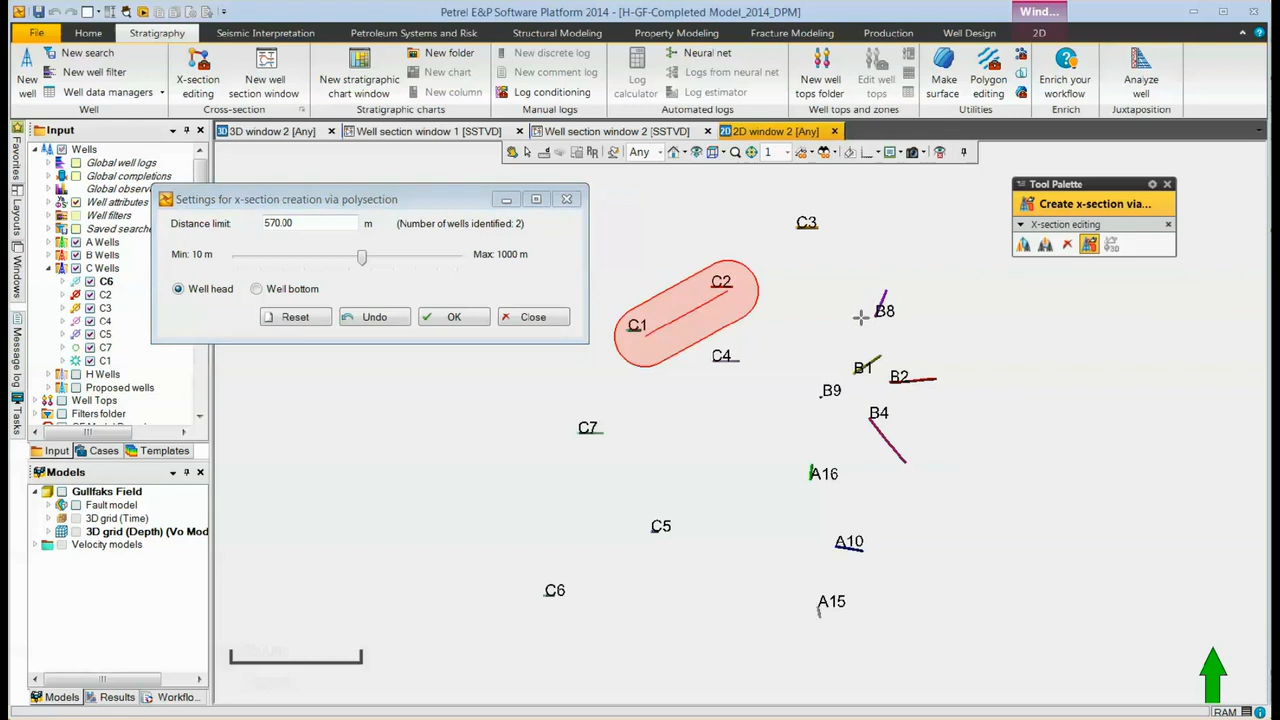 Petrel E&P Software Platform 2014 - [H-GF-Completed Model_2014_DPM]
Wind...
File
Home
Stratigraphy
Seismic Interpretation
Petroleum Systems and Risk
Structural Modeling
Property Modeling
Fracture Modeling
Production
Well Design
2D
New well
New search
New well filter
Well data managers
Well
X-section editing
New well section window
Cross-section
New stratigraphic chart window
New folder
New chart
New column
Stratigraphic charts
New discrete log
New comment log
Log conditioning
Manual logs
Log calculator
Neural net
Logs from neural net
Log estimator
Automated logs
New well tops folder
Edit well tops
Well tops and zones
Make surface
Polygon editing
Utilities
Enrich your workflow
Enrich
Analyze well
Juxtaposition
Favorites
Layouts
Windows
Message log
Tasks
Input
3D window 2 [Any]
Well section window 1 [SSTVD]
Well section window 2 [SSTVD]
2D window 2 [Any]
Any
1
Wells
Global well logs
Global completions
Global observ
Well attributes
Well filters
Saved searche
A Wells
B Wells
C Wells
C6
C2
C3
C4
C5
C7
C1
H Wells
Proposed wells
Well Tops
Filters folder
Input
Cases
Templates
Models
Gullfaks Field
Fault model
3D grid (Time)
3D grid (Depth) (Vo Mod
Velocity models
Models
Results
Workflo...
Settings for x-section creation via polysection
Distance limit: 570.00 m (Number of wells identified: 2)
Min: 10 m
Max: 1000 m
Well head
Well bottom
Reset
Undo
OK
Close
Tool Palette
Create x-section via...
X-section editing
C3
C2
C1
B8
C4
B1
B2
B9
B4
C7
A16
C5
A10
C6
A15
RAM